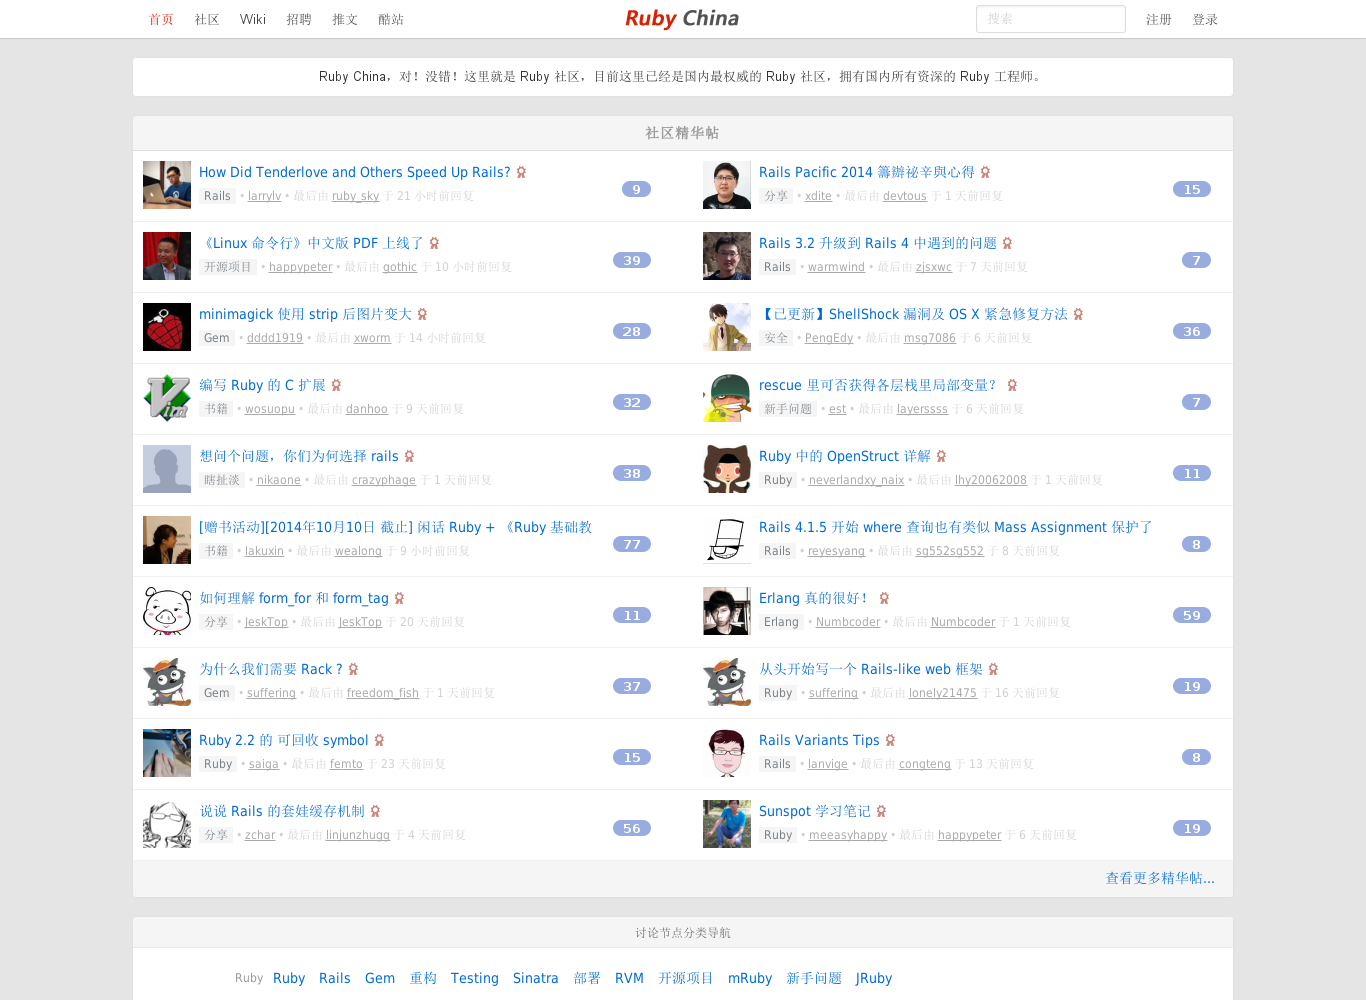 首页 社区 Wiki 招聘 推文 酷站 Ruby China 搜索 注册 登录
Ruby China，对！没错！这里就是 Ruby 社区，目前这里已经是国内最权威的 Ruby 社区，拥有国内所有资深的 Ruby 工程师。
社区精华帖
How Did Tenderlove and Others Speed Up Rails?
Rails • larrylv • 最后由 ruby_sky 于 21 小时前回复
9
Rails Pacific 2014 籌辦祕辛與心得
分享 • xdite • 最后由 devtous 于 1 天前回复
15
《Linux 命令行》中文版 PDF 上线了
开源项目 • happypeter • 最后由 gothic 于 10 小时前回复
39
Rails 3.2 升级到 Rails 4 中遇到的问题
Rails • warmwind • 最后由 zjsxwc 于 7 天前回复
7
minimagick 使用 strip 后图片变大
Gem • dddd1919 • 最后由 xworm 于 14 小时前回复
28
【已更新】ShellShock 漏洞及 OS X 紧急修复方法
安全 • PengEdy • 最后由 msg7086 于 6 天前回复
36
编写 Ruby 的 C 扩展
书籍 • wosuopu • 最后由 danhoo 于 9 天前回复
32
rescue 里可否获得各层栈里局部变量？
新手问题 • est • 最后由 layerssss 于 6 天前回复
7
想问个问题，你们为何选择 rails
瞎扯淡 • nikaone • 最后由 crazyphage 于 1 天前回复
38
Ruby 中的 OpenStruct 详解
Ruby • neverlandxy_naix • 最后由 lhy20062008 于 1 天前回复
11
[赠书活动][2014年10月10日 截止] 闲话 Ruby + 《Ruby 基础教
书籍 • lakuxin • 最后由 wealong 于 9 小时前回复
77
Rails 4.1.5 开始 where 查询也有类似 Mass Assignment 保护了
Rails • reyesyang • 最后由 sg552sg552 于 8 天前回复
8
如何理解 form_for 和 form_tag
分享 • JeskTop • 最后由 JeskTop 于 20 天前回复
11
Erlang 真的很好！
Erlang • Numbcoder • 最后由 Numbcoder 于 1 天前回复
59
为什么我们需要 Rack ?
Gem • suffering • 最后由 freedom_fish 于 1 天前回复
37
从头开始写一个 Rails-like web 框架
Ruby • suffering • 最后由 lonely21475 于 16 天前回复
19
Ruby 2.2 的 可回收 symbol
Ruby • saiga • 最后由 femto 于 23 天前回复
15
Rails Variants Tips
Rails • lanvige • 最后由 congteng 于 13 天前回复
8
说说 Rails 的套娃缓存机制
分享 • zchar • 最后由 linjunzhugg 于 4 天前回复
56
Sunspot 学习笔记
Ruby • meeasyhappy • 最后由 happypeter 于 6 天前回复
19
查看更多精华帖...
讨论节点分类导航
Ruby Ruby Rails Gem 重构 Testing Sinatra 部署 RVM 开源项目 mRuby 新手问题 JRuby